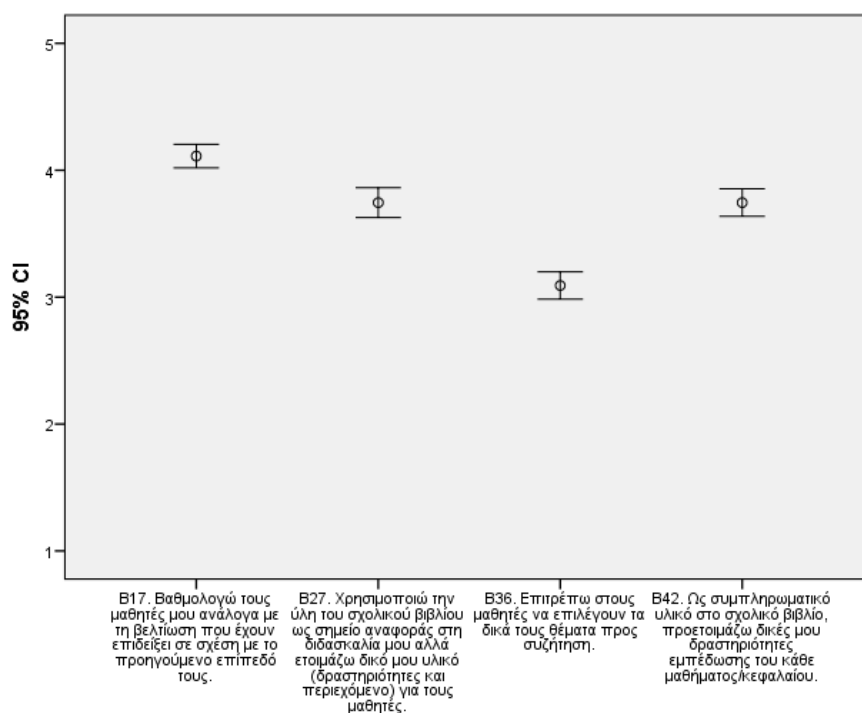 5
4
3
2
1
95% CI
B17. Βαθμολογώ τους
μαθητές μου ανάλογα με
τη βελτίωση που έχουν
επιδείξει σε σχέση με το
προηγούμενο επίπεδό
τους.
B27. Χρησιμοποιώ την
ύλη του σχολικού βιβλίου
ως σημείο αναφοράς στη
διδασκαλία μου αλλά
ετοιμάζω δικό μου υλικό
(δραστηριότητες και
περιεχόμενο) για τους
μαθητές.
B36. Επιτρέπω στους
μαθητές να επιλέγουν τα
δικά τους θέματα προς
συζήτηση.
B42. Ως συμπληρωματικό
υλικό στο σχολικό βιβλίο,
προετοιμάζω δικές μου
δραστηριότητες
εμπέδωσης του κάθε
μαθήματος/κεφαλαίου.